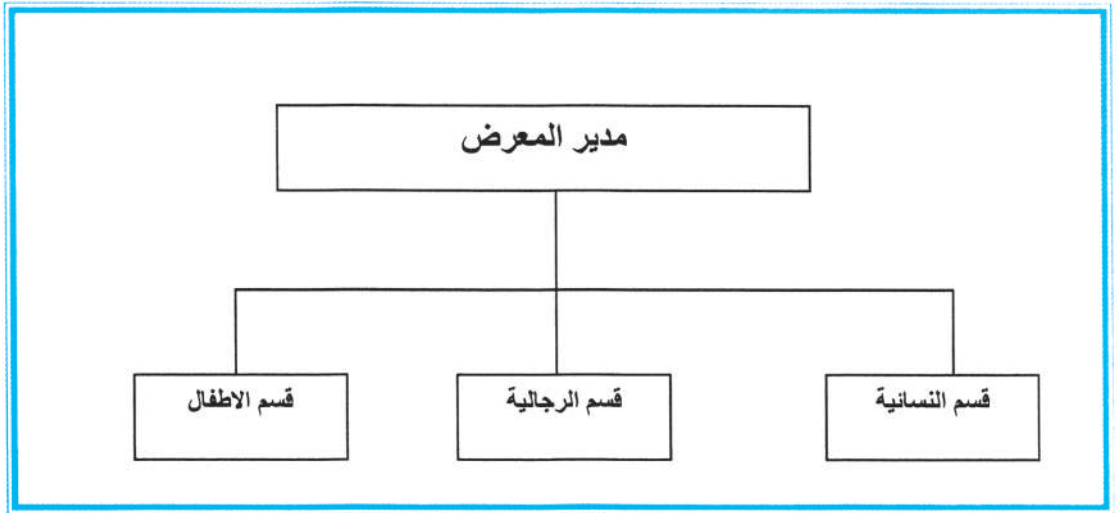 مدير المعرض
قسم النسائية
قسم الرجالية
قسم الاطفال